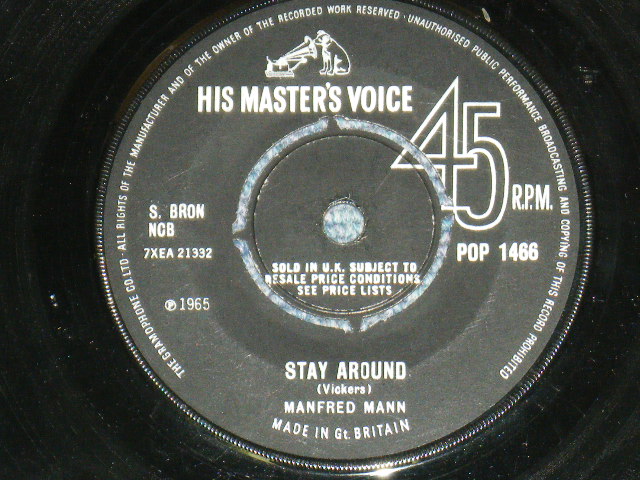 THE GRAMOPHONE CO.LTD · ALL RIGHTS OF THE MANUFACTURER AND OF THE OWNER OF THE RECORDED WORK RESERVED · UNAUTHORISED PUBLIC PERFORMANCE BROADCASTING AND COPYING OF THIS RECORD PROHIBITED
HIS MASTER'S VOICE
45 R.P.M.
S. BRON
NCB
7XEA 21332
POP 1466
SOLD IN U.K. SUBJECT TO
RESALE PRICE CONDITIONS
SEE PRICE LISTS
℗ 1965
STAY AROUND
(Vickers)
MANFRED MANN
MADE IN Gt. BRITAIN